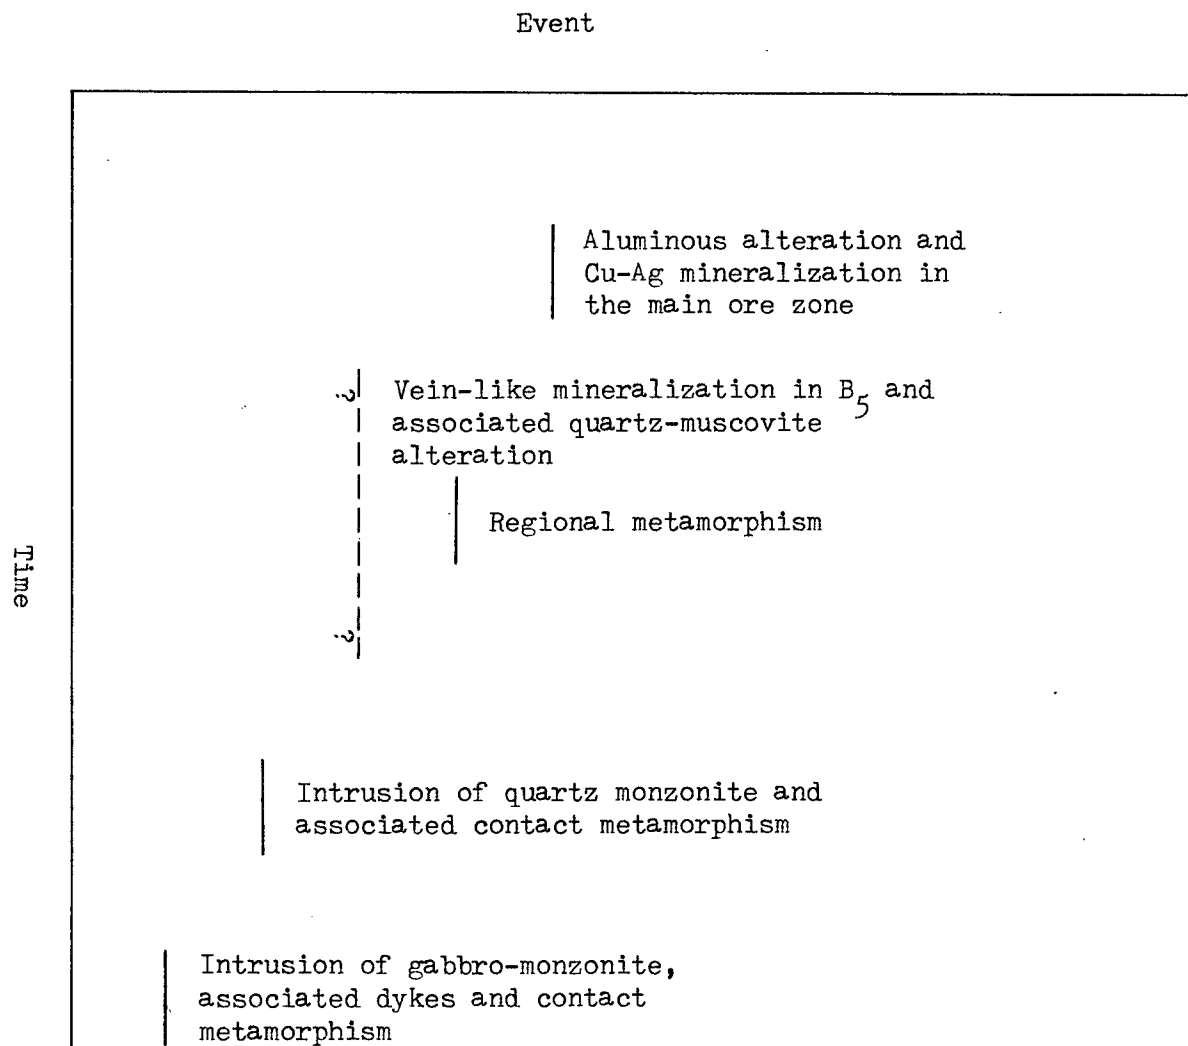 Event
Aluminous alteration and
Cu-Ag mineralization in
the main ore zone
? Vein-like mineralization in B5 and
associated quartz-muscovite
alteration
Regional metamorphism
Time
?
Intrusion of quartz monzonite and
associated contact metamorphism
Intrusion of gabbro-monzonite,
associated dykes and contact
metamorphism